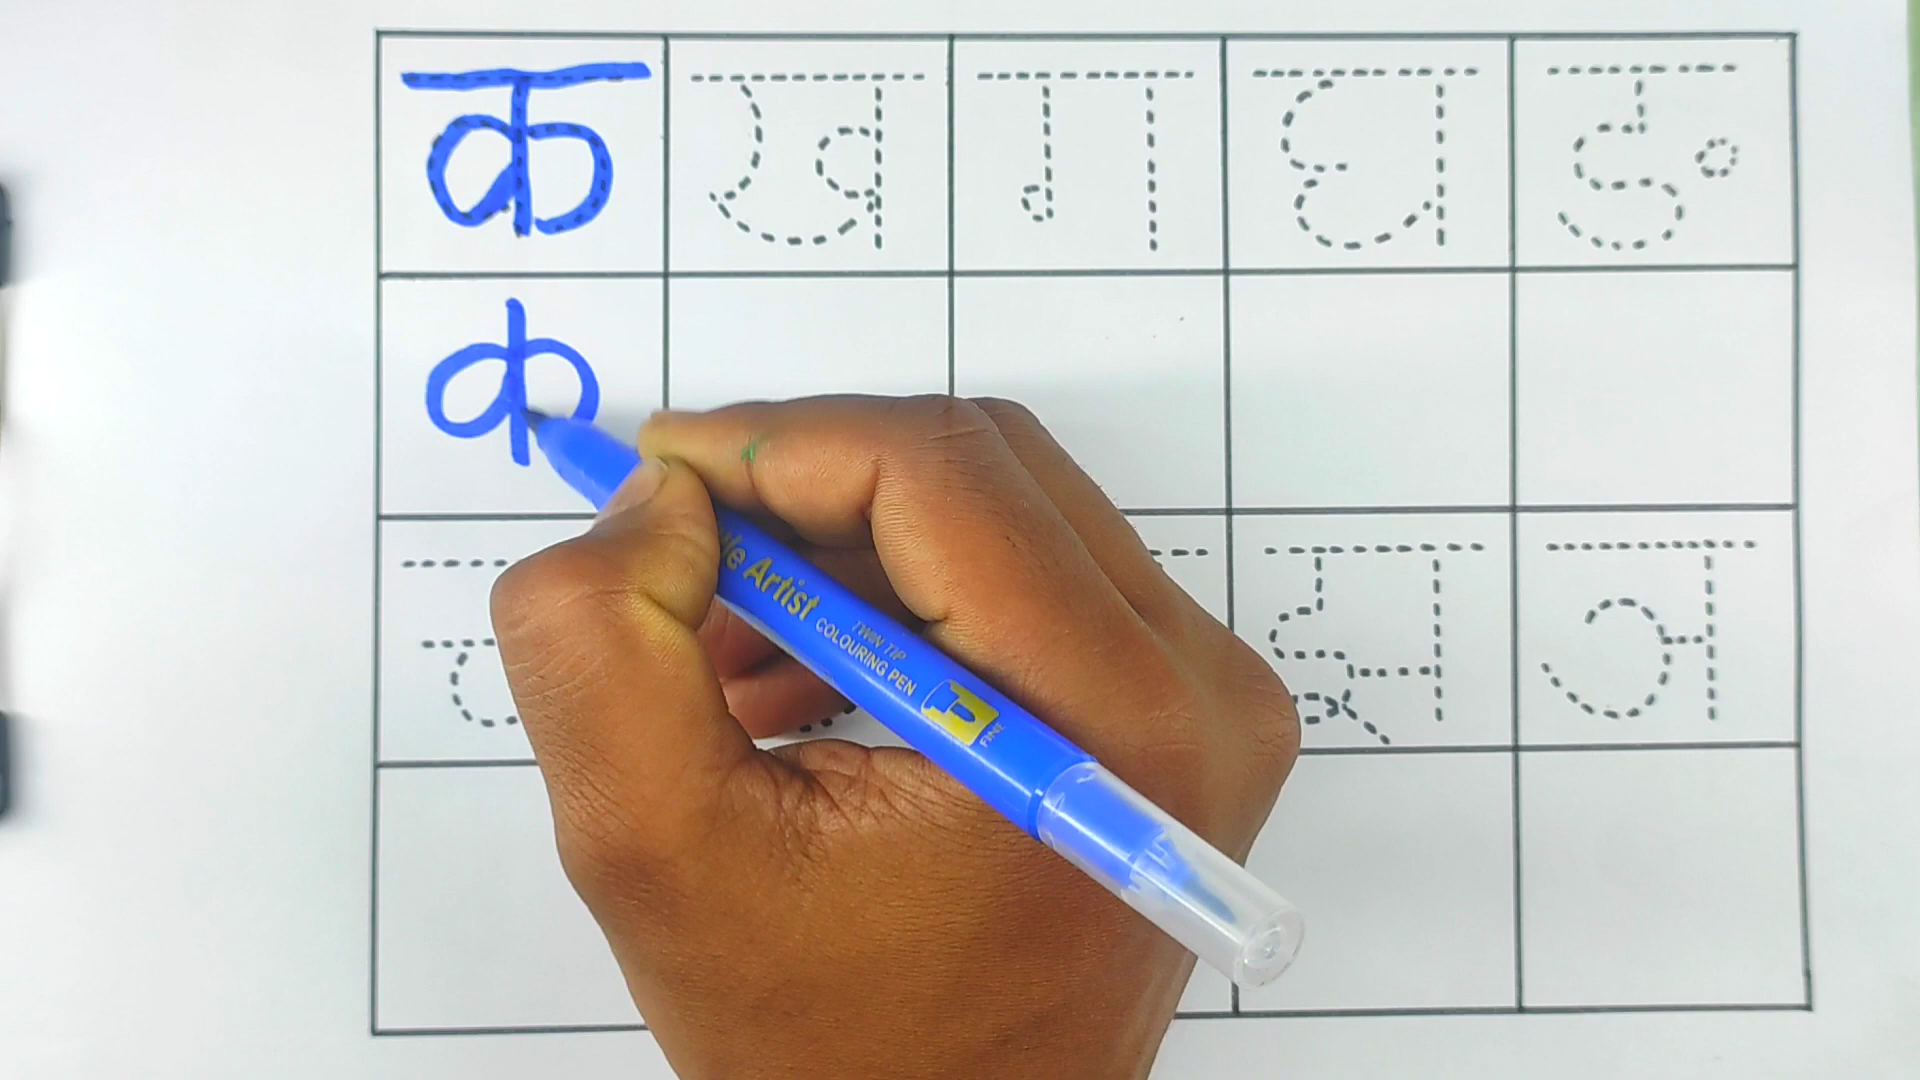 क ख ग घ ङ
क
झ ञ
Artist
TWIN TIP
COLOURING PEN
FINE